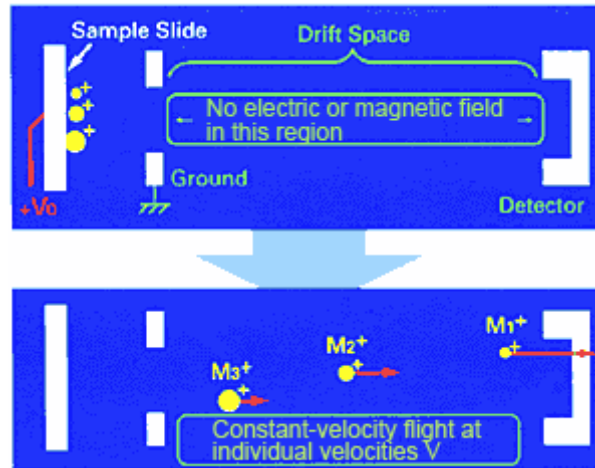 Sample Slide
Drift Space
No electric or magnetic field
in this region
Ground
+V₀
Detector
M₁⁺
M₂⁺
M₃⁺
Constant-velocity flight at
individual velocities V